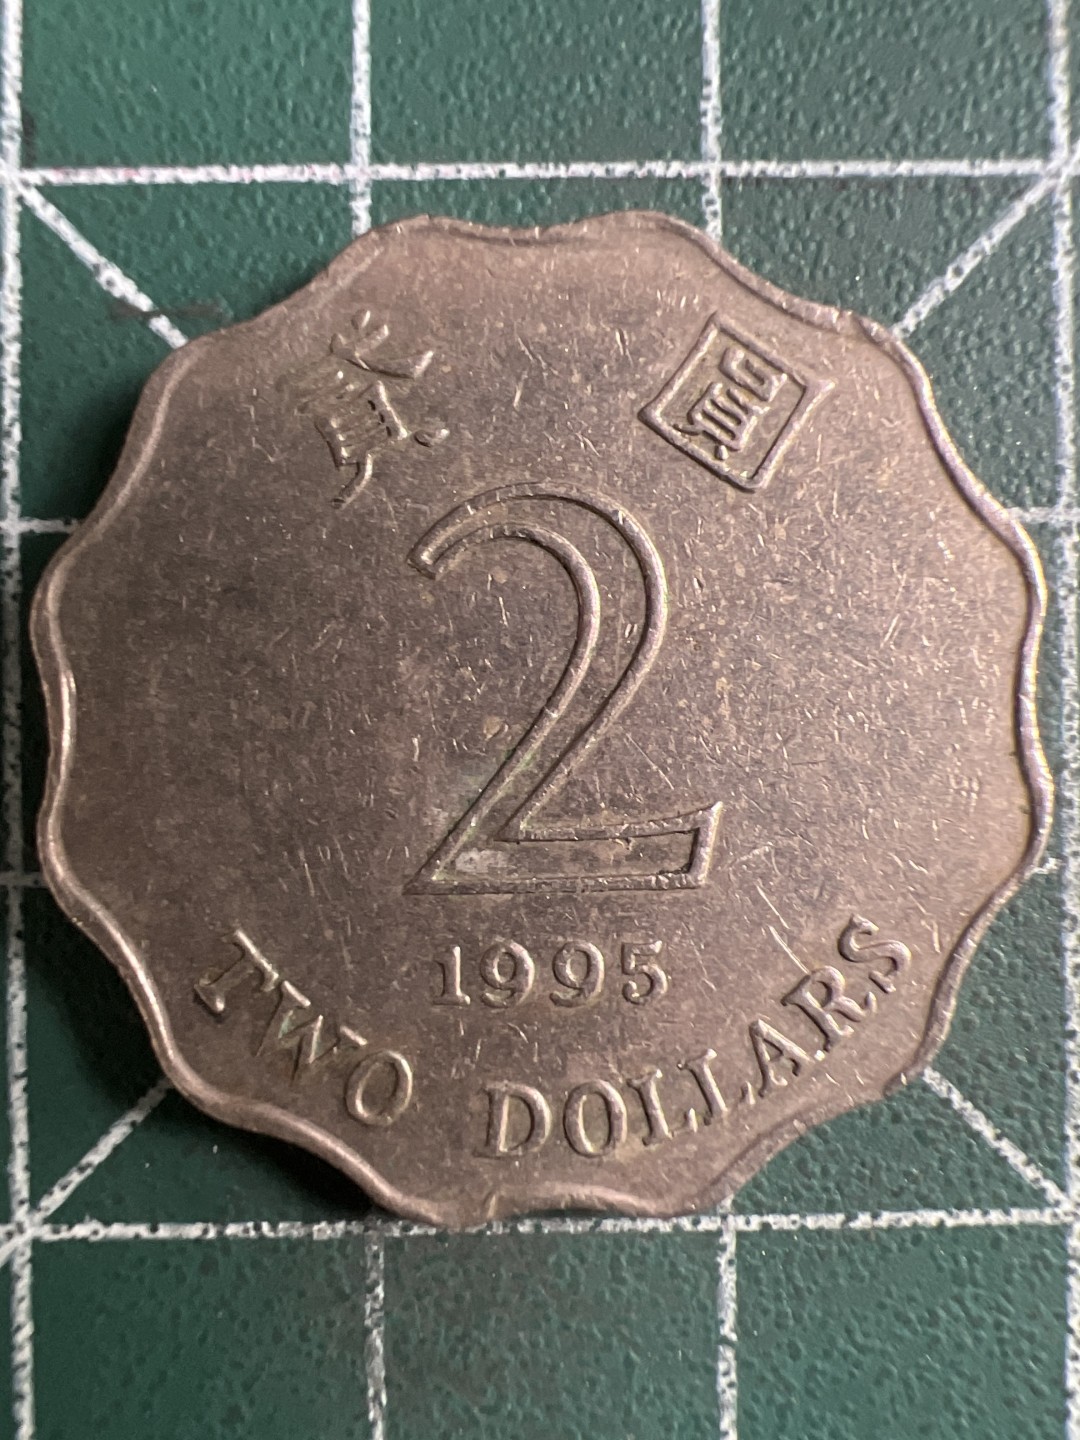 貳 圓
2
1995
TWO DOLLARS